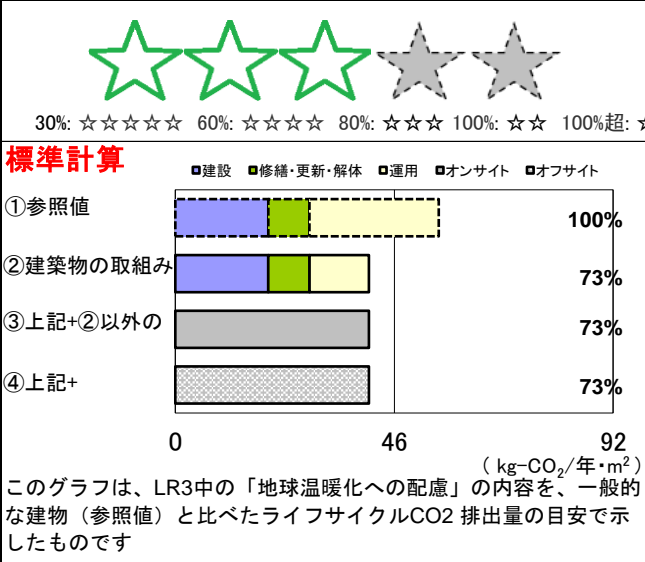 30%: ☆☆☆☆☆ 60%: ☆☆☆☆ 80%: ☆☆☆ 100%: ☆☆ 100%超: ☆
標準計算
■建設 ■修繕・更新・解体 □運用 ■オンサイト ■オフサイト
①参照値 100%
②建築物の取組み 73%
③上記+②以外の 73%
④上記+ 73%
0 46 92
( kg-CO₂/年・m² )
このグラフは、LR3中の「地球温暖化への配慮」の内容を、一般的
な建物（参照値）と比べたライフサイクルCO2 排出量の目安で示
したものです